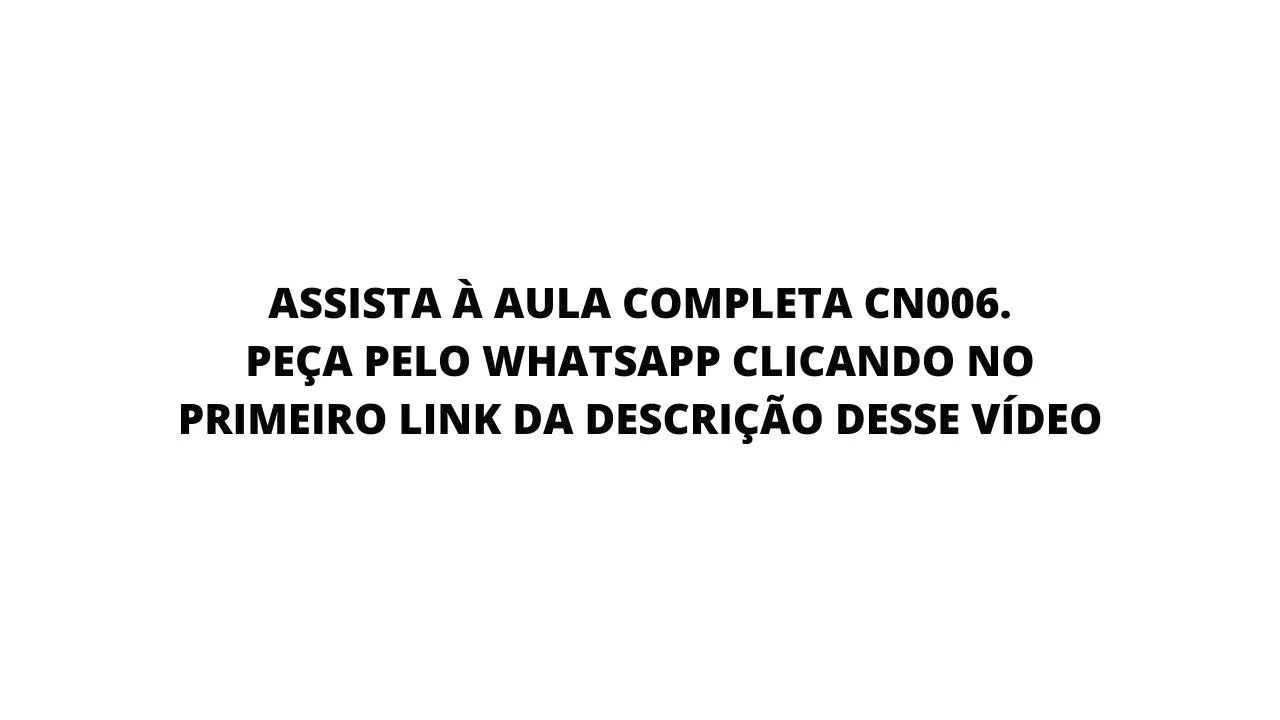 ASSISTA À AULA COMPLETA CN006.
PEÇA PELO WHATSAPP CLICANDO NO
PRIMEIRO LINK DA DESCRIÇÃO DESSE VÍDEO